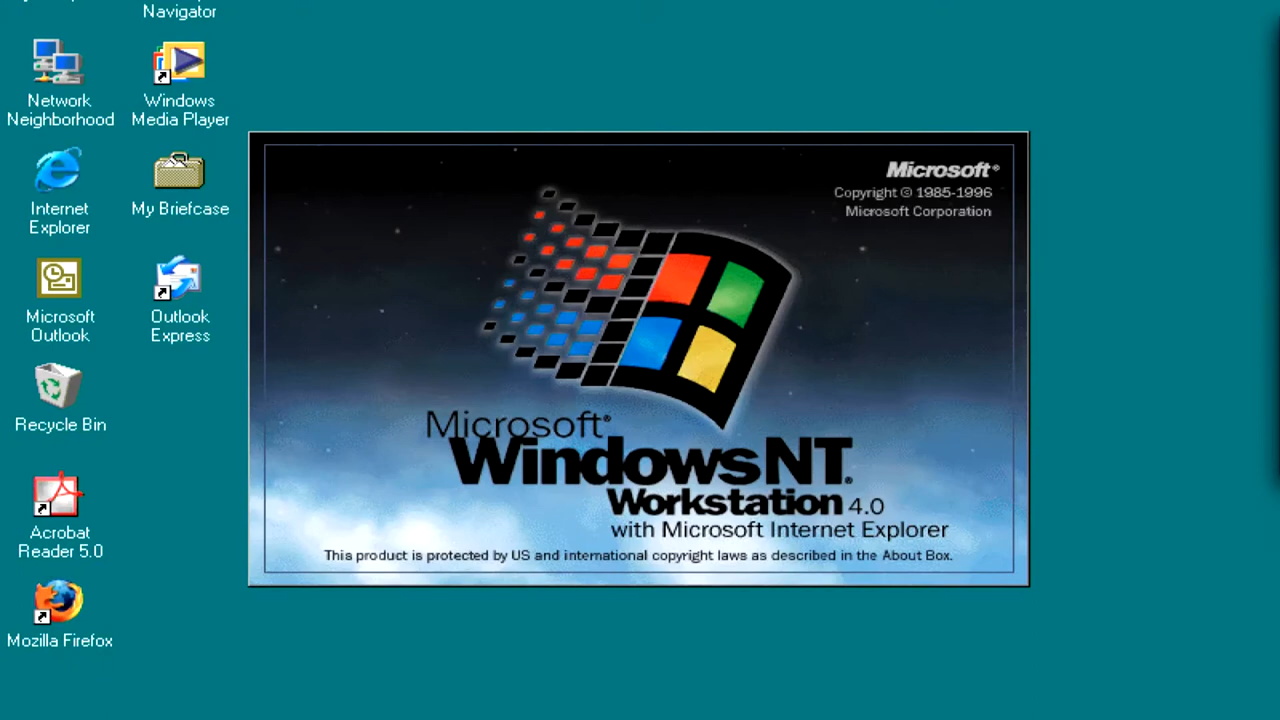 Navigator
Network
Neighborhood
Windows
Media Player
Internet
Explorer
My Briefcase
Microsoft
Outlook
Outlook
Express
Recycle Bin
Acrobat
Reader 5.0
Mozilla Firefox
Microsoft®
Copyright © 1985-1996
Microsoft Corporation
Microsoft®
Windows NT®
Workstation 4.0
with Microsoft Internet Explorer
This product is protected by US and international copyright laws as described in the About Box.